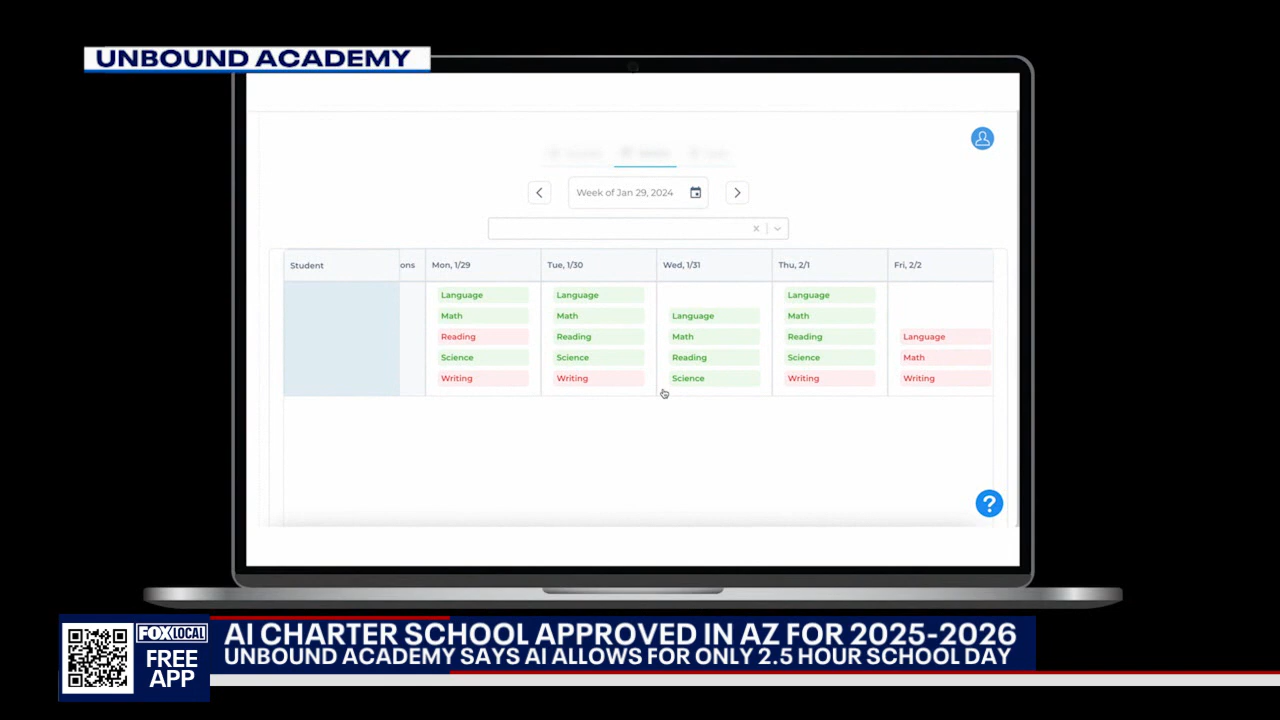 UNBOUND ACADEMY
Week of Jan 29, 2024
Student ons Mon, 1/29 Tue, 1/30 Wed, 1/31 Thu, 2/1 Fri, 2/2
Language Language Language
Math Math Language Math
Reading Reading Math Reading Language
Science Science Reading Science Math
Writing Writing Science Writing Writing
?
AI CHARTER SCHOOL APPROVED IN AZ FOR 2025-2026
UNBOUND ACADEMY SAYS AI ALLOWS FOR ONLY 2.5 HOUR SCHOOL DAY
FOX LOCAL
FREE
APP